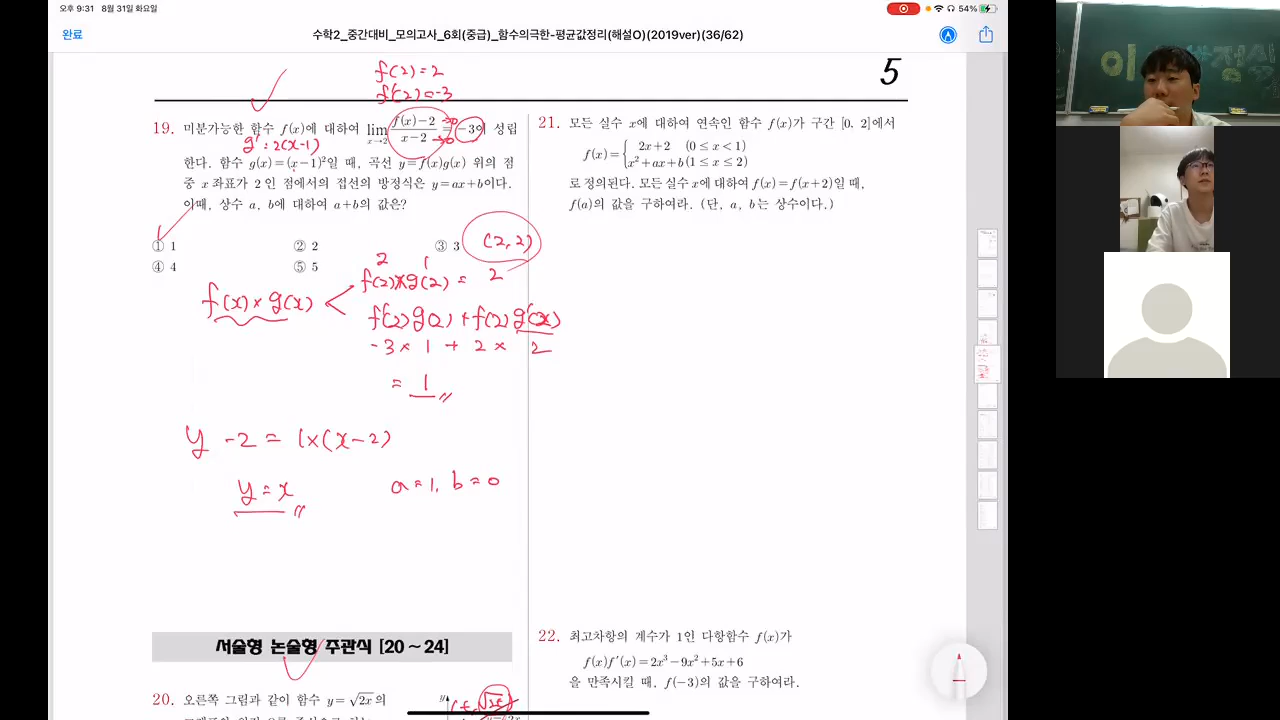 오후 9:31 8월 31일 화요일
54%
완료
수학2_중간대비_모의고사_6회(중급)_함수의극한-평균값정리(해설O)(2019ver)(36/62)
5
f(2)=2
f'(2)=-3
19. 미분가능한 함수 f(x)에 대하여 lim x→2 f(x)-2 / x-2 = -3이 성립
→0
→0
g'=2(x-1)
한다. 함수 g(x)=(x-1)²일 때, 곡선 y=f(x)g(x) 위의 점
중 x좌표가 2인 점에서의 접선의 방정식은 y=ax+b이다.
이때, 상수 a, b에 대하여 a+b의 값은?
① 1 ② 2 ③ 3
④ 4 ⑤ 5
(2, 2)
2 1
f(2)×g(2) = 2
f(x)×g(x)
f'(2)g(2)+f(2)g'(x)
-3×1+2×2
=1
y-2=1×(x-2)
y=x
a=1, b=0
서술형 논술형 주관식 [20~24]
20. 오른쪽 그림과 같이 함수 y=√2x의
y
21. 모든 실수 x에 대하여 연속인 함수 f(x)가 구간 [0, 2]에서
f(x)={ 2x+2 (0≤x<1)
x²+ax+b (1≤x≤2)
로 정의된다. 모든 실수 x에 대하여 f(x)=f(x+2)일 때,
f(a)의 값을 구하여라. (단, a, b는 상수이다.)
22. 최고차항의 계수가 1인 다항함수 f(x)가
f(x)f'(x)=2x³-9x²+5x+6
을 만족시킬 때, f(-3)의 값을 구하여라.